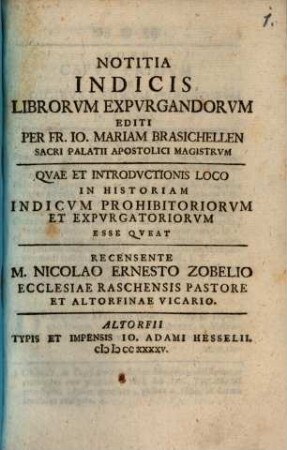 1.
NOTITIA
INDICIS
LIBRORVM EXPVRGANDORVM
EDITI
PER FR. IO. MARIAM BRASICHELLEN
SACRI PALATII APOSTOLICI MAGISTRVM
QVAE ET INTRODVCTIONIS LOCO
IN HISTORIAM
INDICVM PROHIBITORIORVM
ET EXPVRGATORIORVM
ESSE QVEAT
RECENSENTE
M. NICOLAO ERNESTO ZOBELIO
ECCLESIAE RASCHENSIS PASTORE
ET ALTORFINAE VICARIO.
ALTORFII
TYPIS ET IMPENSIS IO. ADAMI HESSELII.
cIↃ IↃ CC XXXXV.